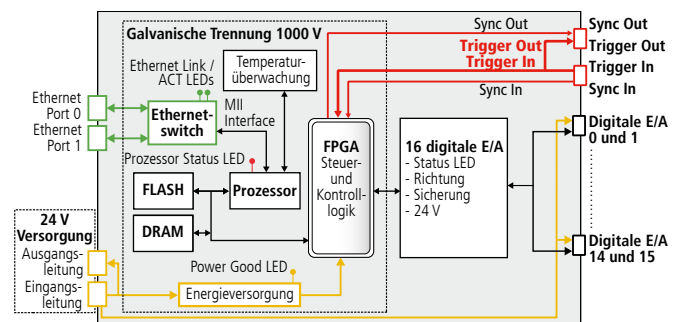 Galvanische Trennung 1000 V
Sync Out
Sync Out
Trigger Out
Trigger Out
Trigger In
Trigger In
Sync In
Sync In
Ethernet Link /
ACT LEDs
Temperatur-
überwachung
Ethernet
Port 0
Ethernet
Port 1
Ethernet-
switch
MII
Interface
Prozessor Status LED
FLASH
Prozessor
DRAM
FPGA
Steuer-
und
Kontroll-
logik
16 digitale E/A
- Status LED
- Richtung
- Sicherung
- 24 V
Digitale E/A
0 und 1
Digitale E/A
14 und 15
24 V
Versorgung
Ausgangs-
leitung
Eingangs-
leitung
Power Good LED
Energieversorgung